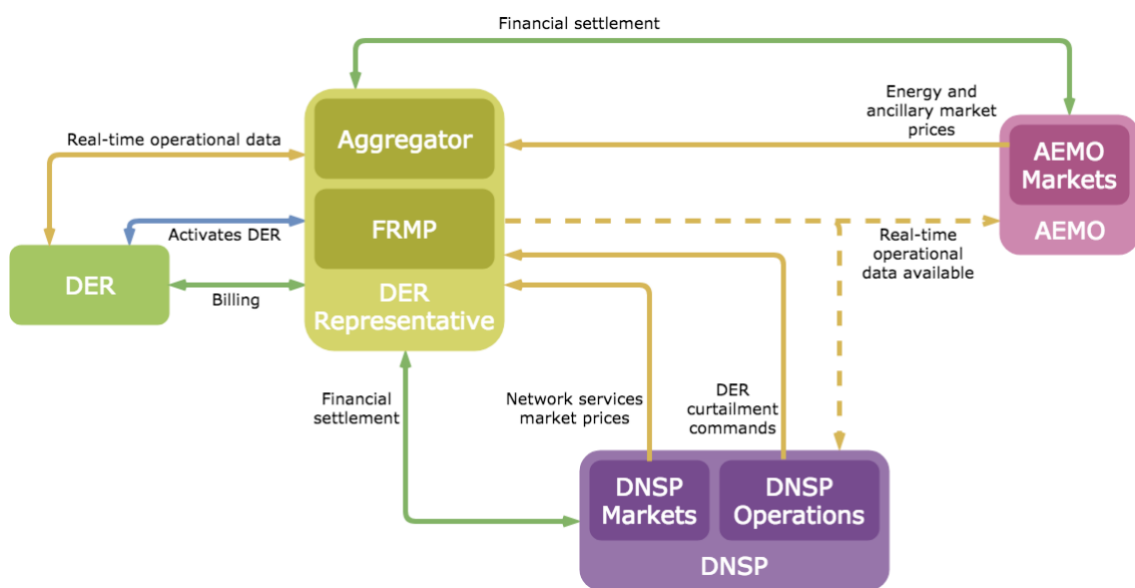 Financial settlement
Energy and
ancillary market
prices
Aggregator
Real-time operational data
AEMO
Markets
AEMO
FRMP
Activates DER
Real-time
operational
data available
DER
Billing
DER
Representative
Financial
settlement
Network services
market prices
DER
curtailment
commands
DNSP
Markets
DNSP
Operations
DNSP